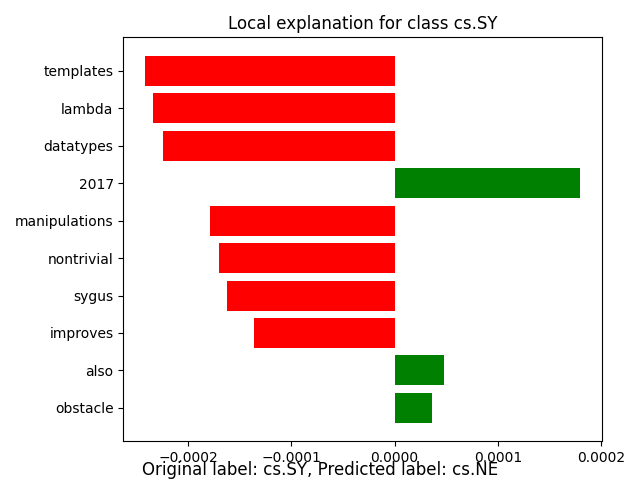 Local explanation for class cs.SY
templates
lambda
datatypes
2017
manipulations
nontrivial
sygus
improves
also
obstacle
−0.0002 −0.0001 0.0000 0.0001 0.0002
Original label: cs.SY, Predicted label: cs.NE